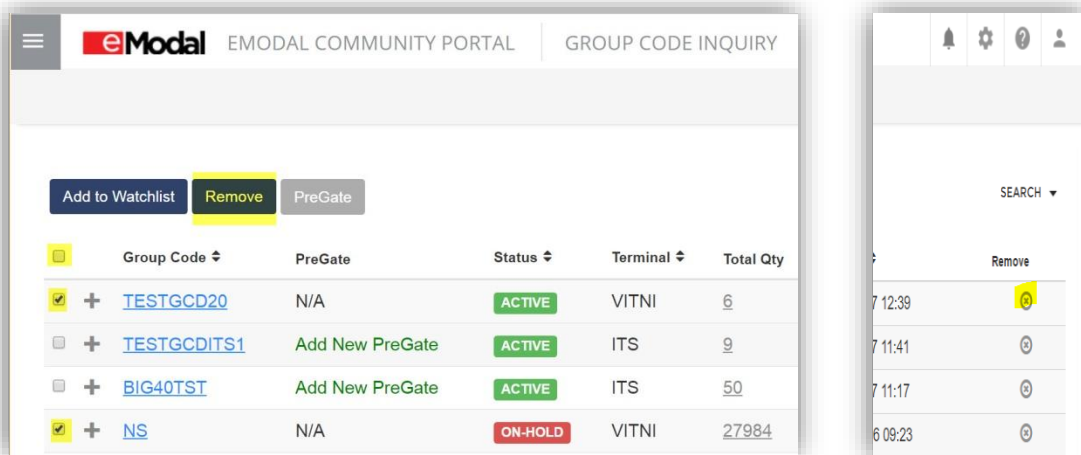 eModal EMODAL COMMUNITY PORTAL GROUP CODE INQUIRY
Add to Watchlist Remove PreGate
Group Code PreGate Status Terminal Total Qty
TESTGCD20 N/A ACTIVE VITNI 6
TESTGCDITS1 Add New PreGate ACTIVE ITS 9
BIG40TST Add New PreGate ACTIVE ITS 50
NS N/A ON-HOLD VITNI 27984
SEARCH
Remove
7 12:39
7 11:41
7 11:17
6 09:23